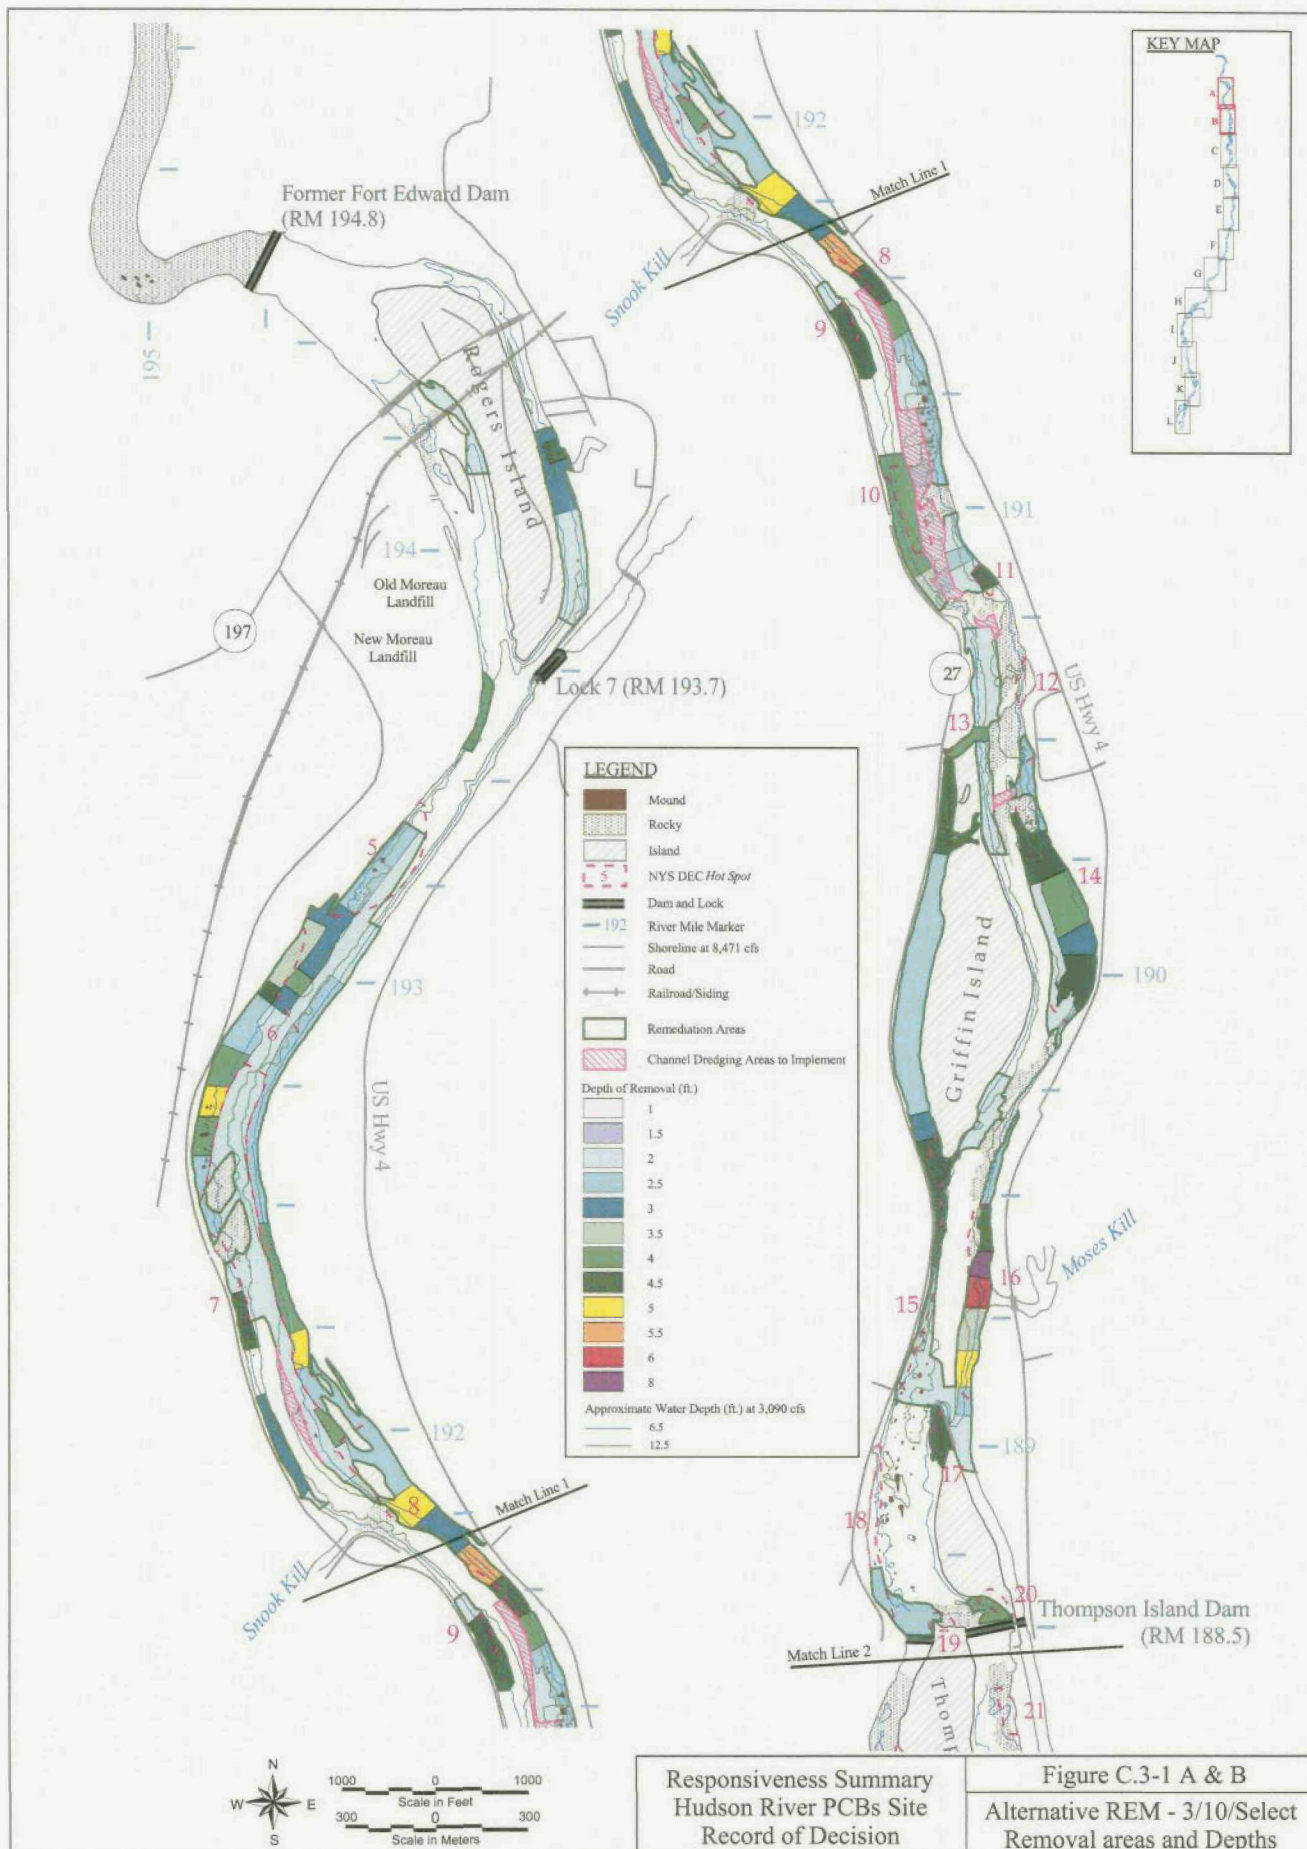 KEY MAP
A
B
C
D
E
F
G
H
I
J
K
L
192
Match Line 1
Snook Kill
8
9
10
191
11
27
12
13
US Hwy 4
14
190
Griffin Island
16
Moses Kill
15
189
17
18
20
19
Thompson Island Dam
(RM 188.5)
Match Line 2
Thomp
21
Former Fort Edward Dam
(RM 194.8)
195
Rogers Island
194
Old Moreau
Landfill
New Moreau
Landfill
197
Lock 7 (RM 193.7)
5
193
6
US Hwy 4
7
192
8
Match Line 1
Snook Kill
9
LEGEND
Mound
Rocky
Island
5
NYS DEC Hot Spot
Dam and Lock
192
River Mile Marker
Shoreline at 8,471 cfs
Road
Railroad/Siding
Remediation Areas
Channel Dredging Areas to Implement
Depth of Removal (ft.)
1
1.5
2
2.5
3
3.5
4
4.5
5
5.5
6
8
Approximate Water Depth (ft.) at 3,090 cfs
6.5
12.5
N
W
E
S
1000 0 1000
Scale in Feet
300 0 300
Scale in Meters
Responsiveness Summary
Hudson River PCBs Site
Record of Decision
Figure C.3-1 A & B
Alternative REM - 3/10/Select
Removal areas and Depths